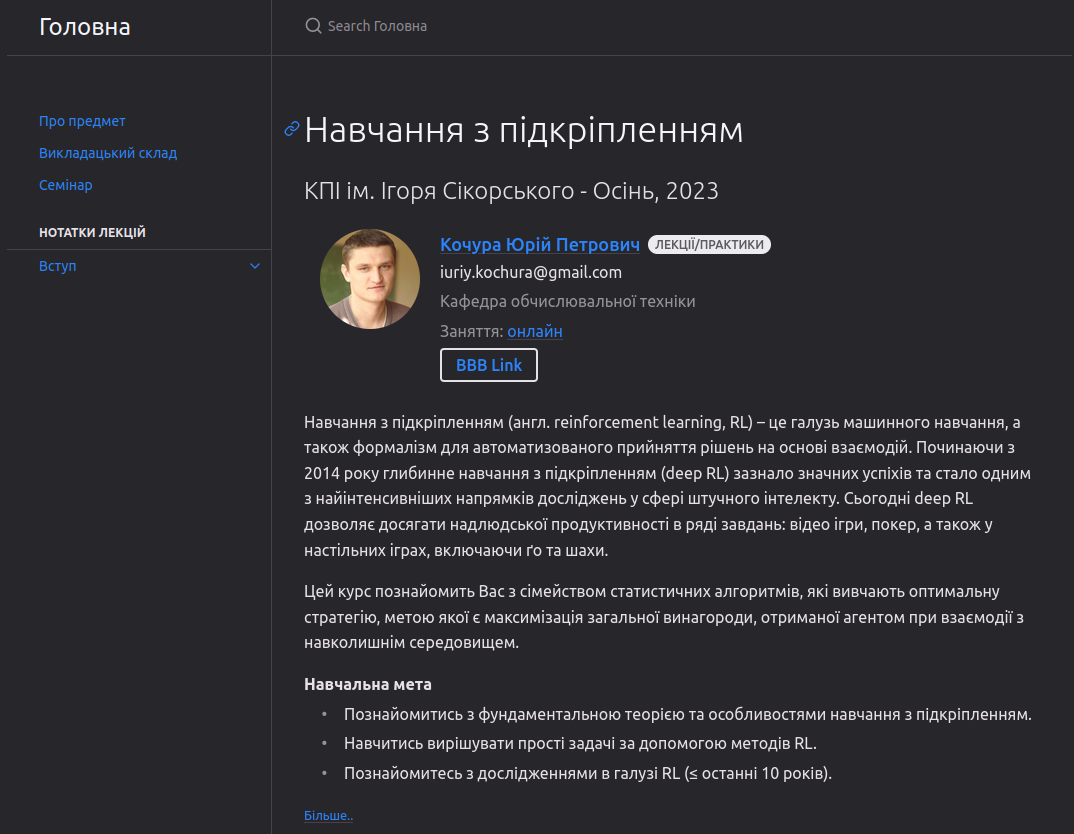 Головна
Search Головна
Про предмет
Викладацький склад
Семінар
НОТАТКИ ЛЕКЦІЙ
Вступ
Навчання з підкріпленням
КПІ ім. Ігоря Сікорського - Осінь, 2023
Кочура Юрій Петрович ЛЕКЦІЇ/ПРАКТИКИ
iuriy.kochura@gmail.com
Кафедра обчислювальної техніки
Заняття: онлайн
BBB Link
Навчання з підкріпленням (англ. reinforcement learning, RL) – це галузь машинного навчання, а
також формалізм для автоматизованого прийняття рішень на основі взаємодій. Починаючи з
2014 року глибинне навчання з підкріпленням (deep RL) зазнало значних успіхів та стало одним
з найінтенсивніших напрямків досліджень у сфері штучного інтелекту. Сьогодні deep RL
дозволяє досягати надлюдської продуктивності в ряді завдань: відео ігри, покер, а також у
настільних іграх, включаючи ґо та шахи.
Цей курс познайомить Вас з сімейством статистичних алгоритмів, які вивчають оптимальну
стратегію, метою якої є максимізація загальної винагороди, отриманої агентом при взаємодії з
навколишнім середовищем.
Навчальна мета
• Познайомитись з фундаментальною теорією та особливостями навчання з підкріпленням.
• Навчитись вирішувати прості задачі за допомогою методів RL.
• Познайомитесь з дослідженнями в галузі RL (≤ останні 10 років).
Більше..